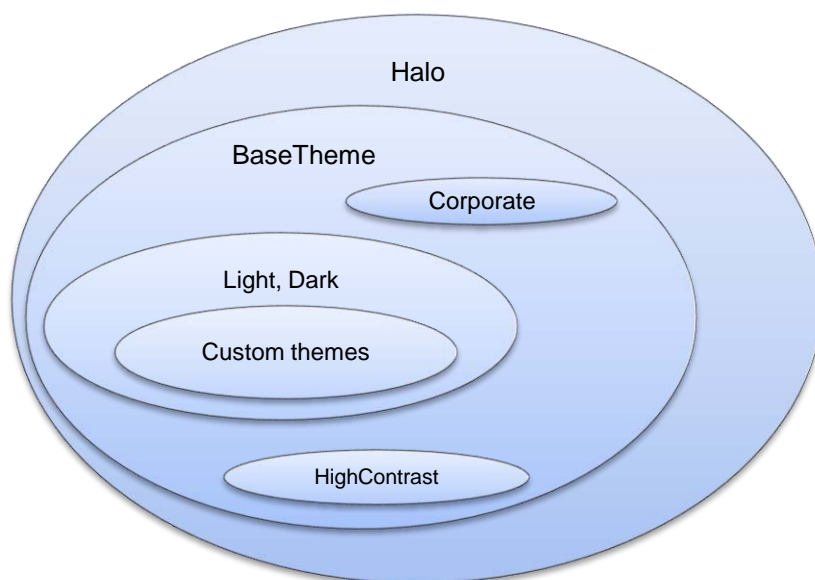 Halo
BaseTheme
Corporate
Light, Dark
Custom themes
HighContrast